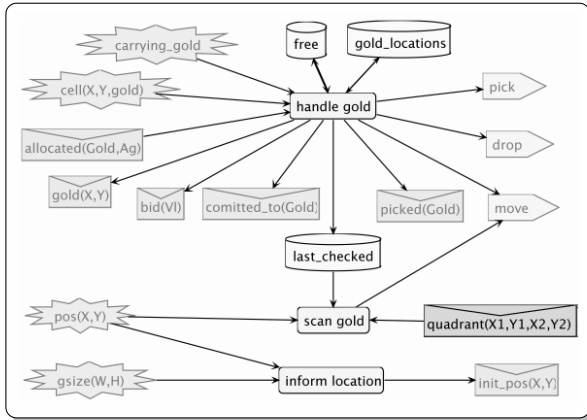 carrying_gold
free
gold_locations
cell(X,Y,gold)
handle gold
pick
allocated(Gold,Ag)
drop
gold(X,Y)
bid(Vl)
comitted_to(Gold)
picked(Gold)
move
last_checked
pos(X,Y)
scan gold
quadrant(X1,Y1,X2,Y2)
gsize(W,H)
inform location
init_pos(X,Y)